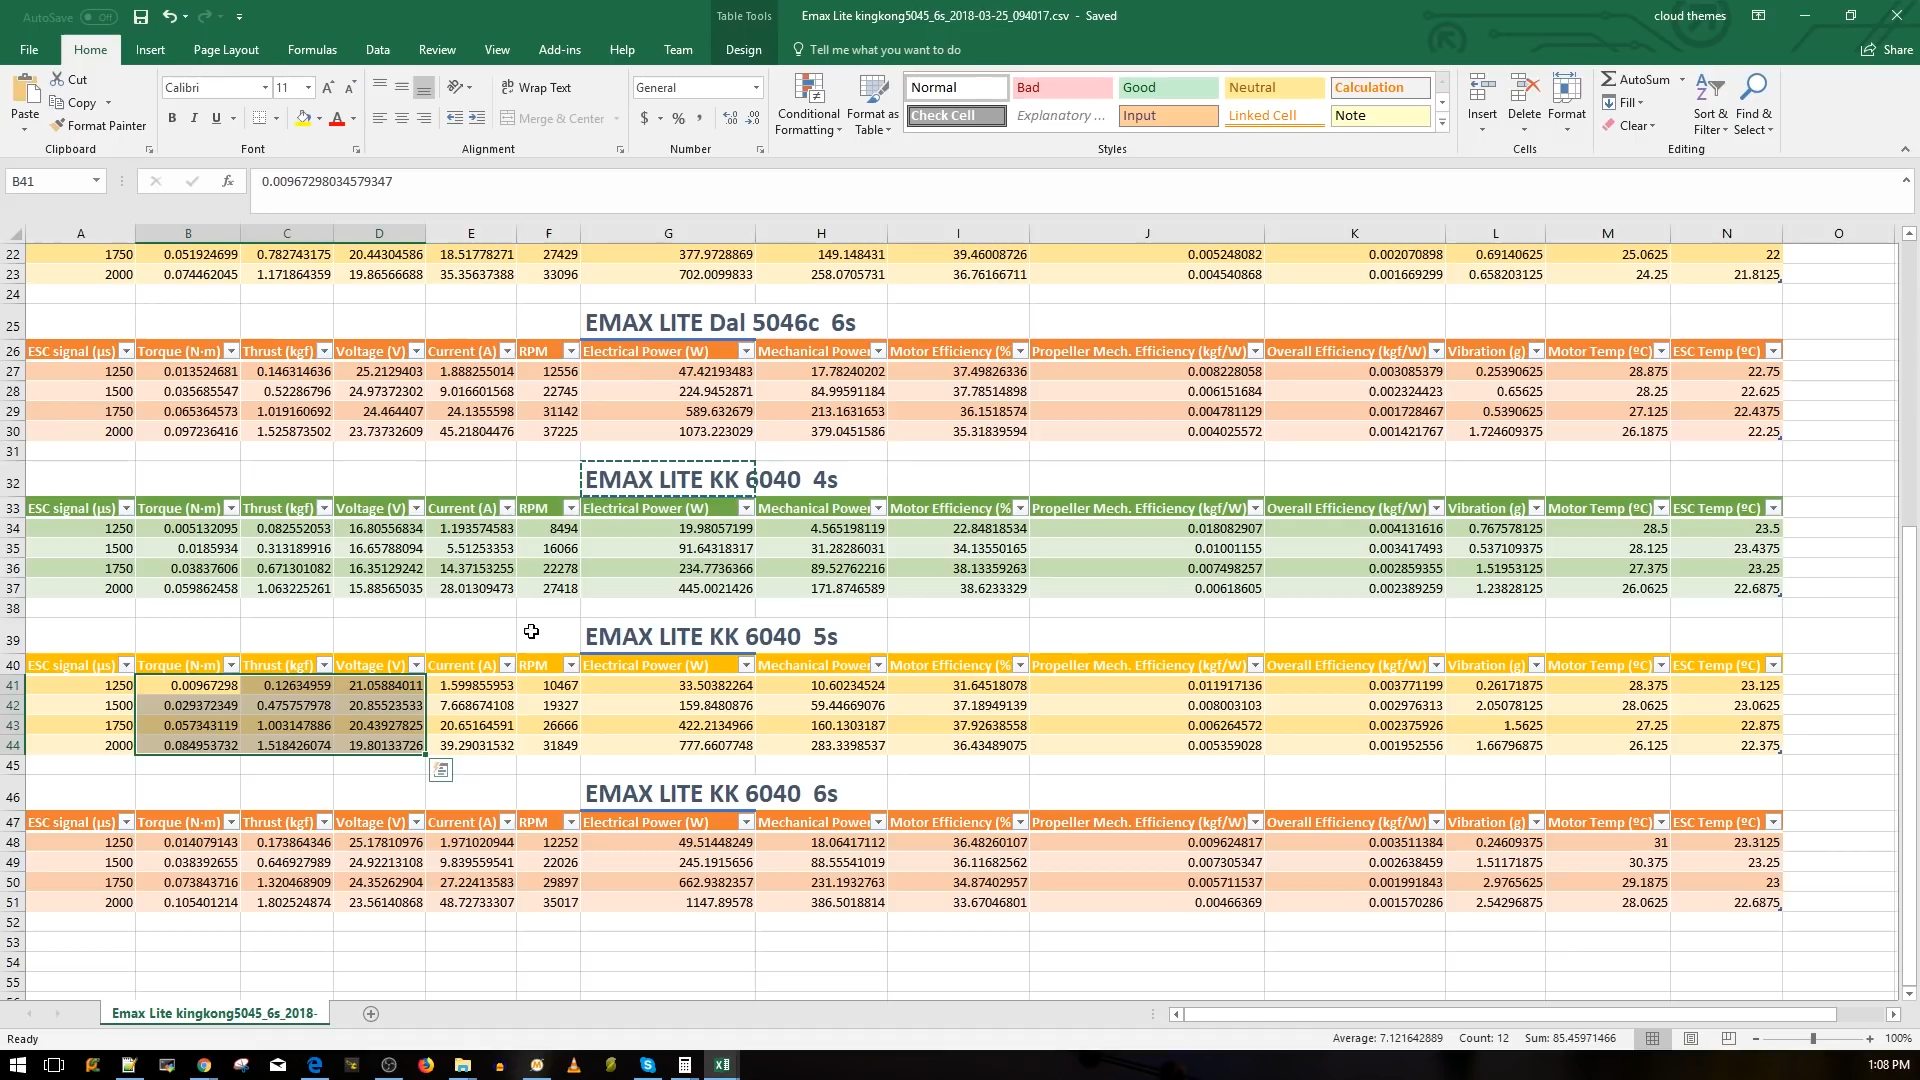 AutoSave Off
Table Tools
Emax Lite kingkong5045_6s_2018-03-25_094017.csv - Saved
cloud themes
File Home Insert Page Layout Formulas Data Review View Add-ins Help Team Design Tell me what you want to do Share
Paste Cut Copy Format Painter Clipboard
Calibri 11 A A B I U A Font
Wrap Text Merge & Center Alignment
General $ % , Number
Conditional Formatting Format as Table
Normal Bad Good Neutral Calculation
Check Cell Explanatory ... Input Linked Cell Note
Styles
Insert Delete Format Cells
AutoSum Fill Clear Sort & Filter Find & Select Editing
B41 fx 0.00967298034579347
A B C D E F G H I J K L M N O
22 1750 0.051924699 0.782743175 20.44304586 18.51778271 27429 377.9728869 149.148431 39.46008726 0.005248082 0.002070898 0.69140625 25.0625 22
23 2000 0.074462045 1.171864359 19.86566688 35.35637388 33096 702.0099833 258.0705731 36.76166711 0.004540868 0.001669299 0.658203125 24.25 21.8125
24
25 EMAX LITE Dal 5046c 6s
26 ESC signal (µs) Torque (N·m) Thrust (kgf) Voltage (V) Current (A) RPM Electrical Power (W) Mechanical Power Motor Efficiency (% Propeller Mech. Efficiency (kgf/W) Overall Efficiency (kgf/W) Vibration (g) Motor Temp (ºC) ESC Temp (ºC)
27 1250 0.013524681 0.146314636 25.2129403 1.888255014 12556 47.42193483 17.78240202 37.49826336 0.008228058 0.003085379 0.25390625 28.875 22.75
28 1500 0.035685547 0.52286796 24.97372302 9.016601568 22745 224.9452871 84.99591184 37.78514898 0.006151684 0.002324423 0.65625 28.25 22.625
29 1750 0.065364573 1.019160692 24.464407 24.1355598 31142 589.632679 213.1631653 36.1518574 0.004781129 0.001728467 0.5390625 27.125 22.4375
30 2000 0.097236416 1.525873502 23.73732609 45.21804476 37225 1073.223029 379.0451586 35.31839594 0.004025572 0.001421767 1.724609375 26.1875 22.25
31
32 EMAX LITE KK 6040 4s
33 ESC signal (µs) Torque (N·m) Thrust (kgf) Voltage (V) Current (A) RPM Electrical Power (W) Mechanical Power Motor Efficiency (% Propeller Mech. Efficiency (kgf/W) Overall Efficiency (kgf/W) Vibration (g) Motor Temp (ºC) ESC Temp (ºC)
34 1250 0.005132095 0.082552053 16.80556834 1.193574583 8494 19.98057199 4.565198119 22.84818534 0.018082907 0.004131616 0.767578125 28.5 23.5
35 1500 0.0185934 0.313189916 16.65788094 5.51253353 16066 91.64318317 31.28286031 34.13550165 0.01001155 0.003417493 0.537109375 28.125 23.4375
36 1750 0.03837606 0.671301082 16.35129242 14.37153255 22278 234.7736366 89.52762216 38.13359263 0.007498257 0.002859355 1.51953125 27.375 23.25
37 2000 0.059862458 1.063225261 15.88565035 28.01309473 27418 445.0021426 171.8746589 38.6233329 0.00618605 0.002389259 1.23828125 26.0625 22.6875
38
39 EMAX LITE KK 6040 5s
40 ESC signal (µs) Torque (N·m) Thrust (kgf) Voltage (V) Current (A) RPM Electrical Power (W) Mechanical Power Motor Efficiency (% Propeller Mech. Efficiency (kgf/W) Overall Efficiency (kgf/W) Vibration (g) Motor Temp (ºC) ESC Temp (ºC)
41 1250 0.00967298 0.12634959 21.05884011 1.599855953 10467 33.50382264 10.60234524 31.64518078 0.011917136 0.003771199 0.26171875 28.375 23.125
42 1500 0.029372349 0.475757978 20.85523533 7.668674108 19327 159.8480876 59.44669076 37.18949139 0.008003103 0.002976313 2.05078125 28.0625 23.0625
43 1750 0.057343119 1.003147886 20.43927825 20.65164591 26666 422.2134966 160.1303187 37.92638558 0.006264572 0.002375926 1.5625 27.25 22.875
44 2000 0.084953732 1.518426074 19.80133726 39.29031532 31849 777.6607748 283.3398537 36.43489075 0.005359028 0.001952556 1.66796875 26.125 22.375
45
46 EMAX LITE KK 6040 6s
47 ESC signal (µs) Torque (N·m) Thrust (kgf) Voltage (V) Current (A) RPM Electrical Power (W) Mechanical Power Motor Efficiency (% Propeller Mech. Efficiency (kgf/W) Overall Efficiency (kgf/W) Vibration (g) Motor Temp (ºC) ESC Temp (ºC)
48 1250 0.014079143 0.173864346 25.17810976 1.971020944 12252 49.51448249 18.06417112 36.48260107 0.009624817 0.003511384 0.24609375 31 23.3125
49 1500 0.038392655 0.646927989 24.92213108 9.839559541 22026 245.1915656 88.55541019 36.11682562 0.007305347 0.002638459 1.51171875 30.375 23.25
50 1750 0.073843716 1.320468909 24.35262904 27.22413583 29897 662.9382357 231.1932763 34.87402957 0.005711537 0.001991843 2.9765625 29.1875 23
51 2000 0.105401214 1.802524874 23.56140868 48.72733307 35017 1147.89578 386.5018814 33.67046801 0.00466369 0.001570286 2.54296875 28.0625 22.6875
52
53
54
55
Emax Lite kingkong5045_6s_2018-
Ready Average: 7.121642889 Count: 12 Sum: 85.45971466 100%
1:08 PM